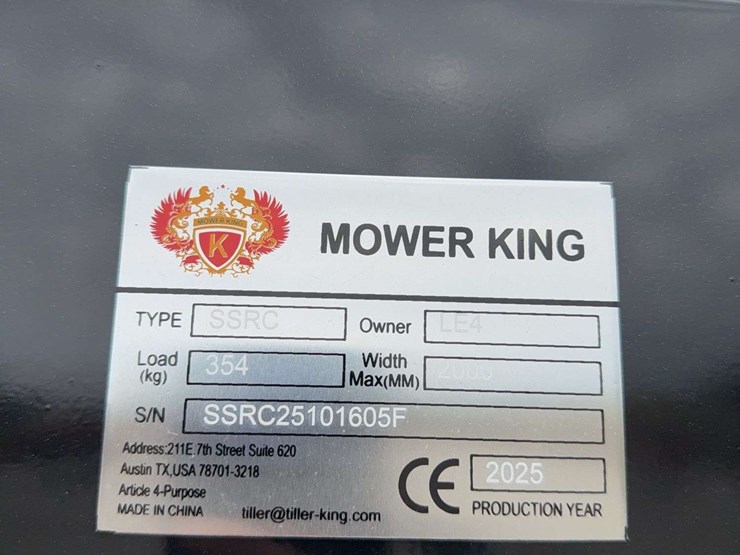 MOWER KING
K
MOWER KING
TYPE SSRC Owner LE4
Load (kg) 354 Width Max(MM)
S/N SSRC25101605F
Address:211E.7th Street Suite 620
Austin TX,USA 78701-3218
Article 4-Purpose
MADE IN CHINA tiller@tiller-king.com
CE 2025
PRODUCTION YEAR